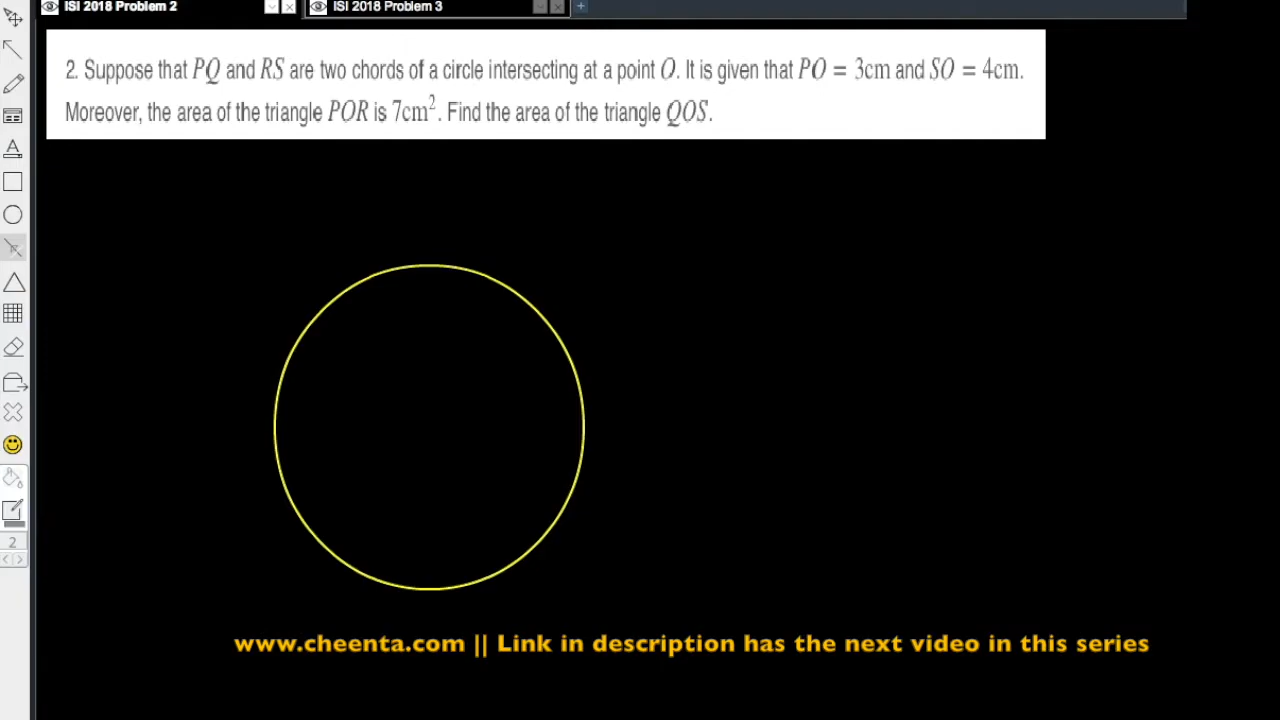 ISI 2018 Problem 2 ISI 2018 Problem 3
2. Suppose that PQ and RS are two chords of a circle intersecting at a point O. It is given that PO = 3cm and SO = 4cm.
Moreover, the area of the triangle POR is 7cm². Find the area of the triangle QOS.
A
2
www.cheenta.com || Link in description has the next video in this series